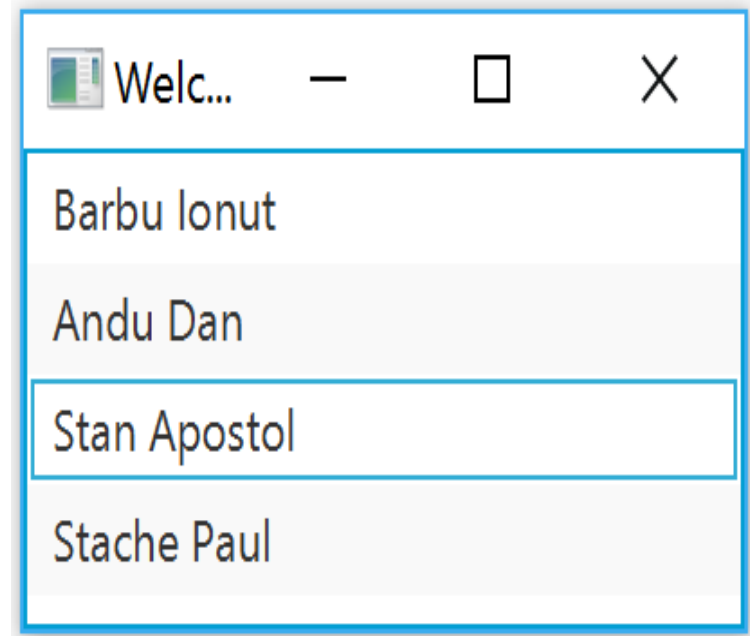 Welc...
Barbu Ionut
Andu Dan
Stan Apostol
Stache Paul